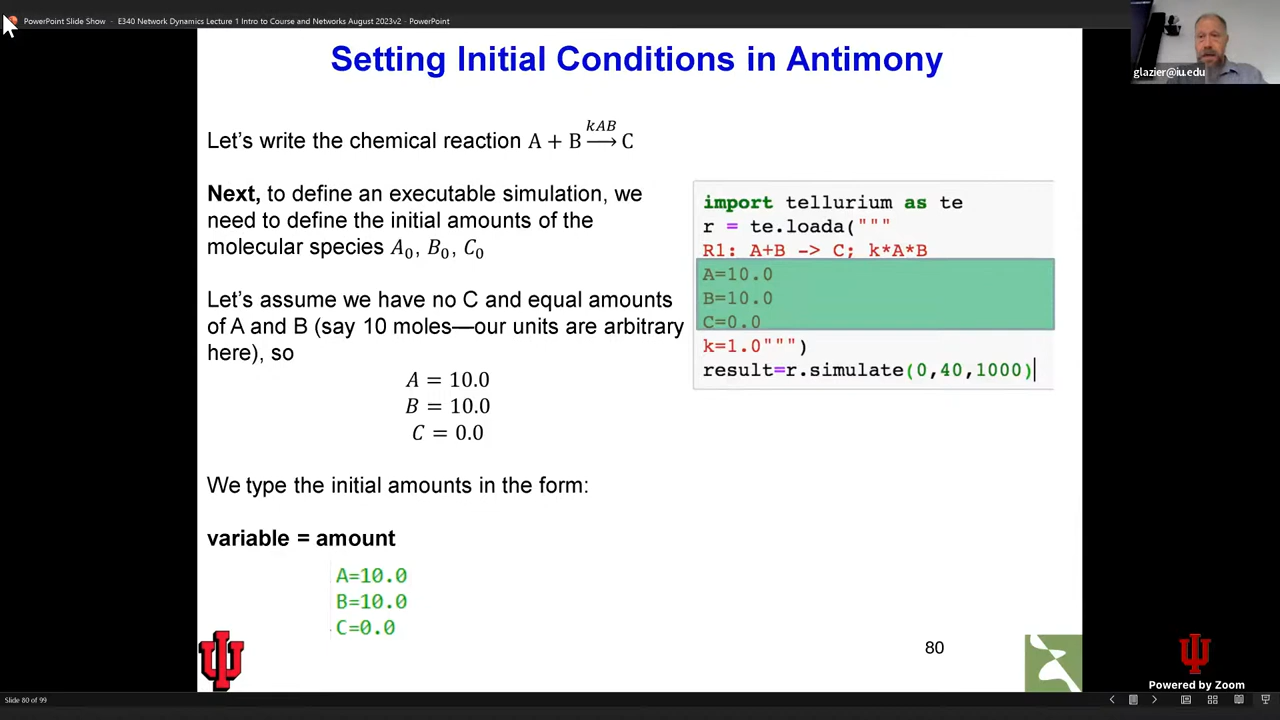 PowerPoint Slide Show - E340 Network Dynamics Lecture 1 Intro to Course and Networks August 2023v2 - PowerPoint
glazier@iu.edu
Setting Initial Conditions in Antimony
Let's write the chemical reaction A + B \xrightarrow{kAB} C
Next, to define an executable simulation, we
need to define the initial amounts of the
molecular species A₀, B₀, C₀
Let's assume we have no C and equal amounts
of A and B (say 10 moles—our units are arbitrary
here), so
A = 10.0
B = 10.0
C = 0.0
We type the initial amounts in the form:
variable = amount
A=10.0
B=10.0
C=0.0
import tellurium as te
r = te.loada("""
R1: A+B -> C; k*A*B
A=10.0
B=10.0
C=0.0
k=1.0""")
result=r.simulate(0,40,1000)
80
Powered by Zoom
Slide 80 of 99